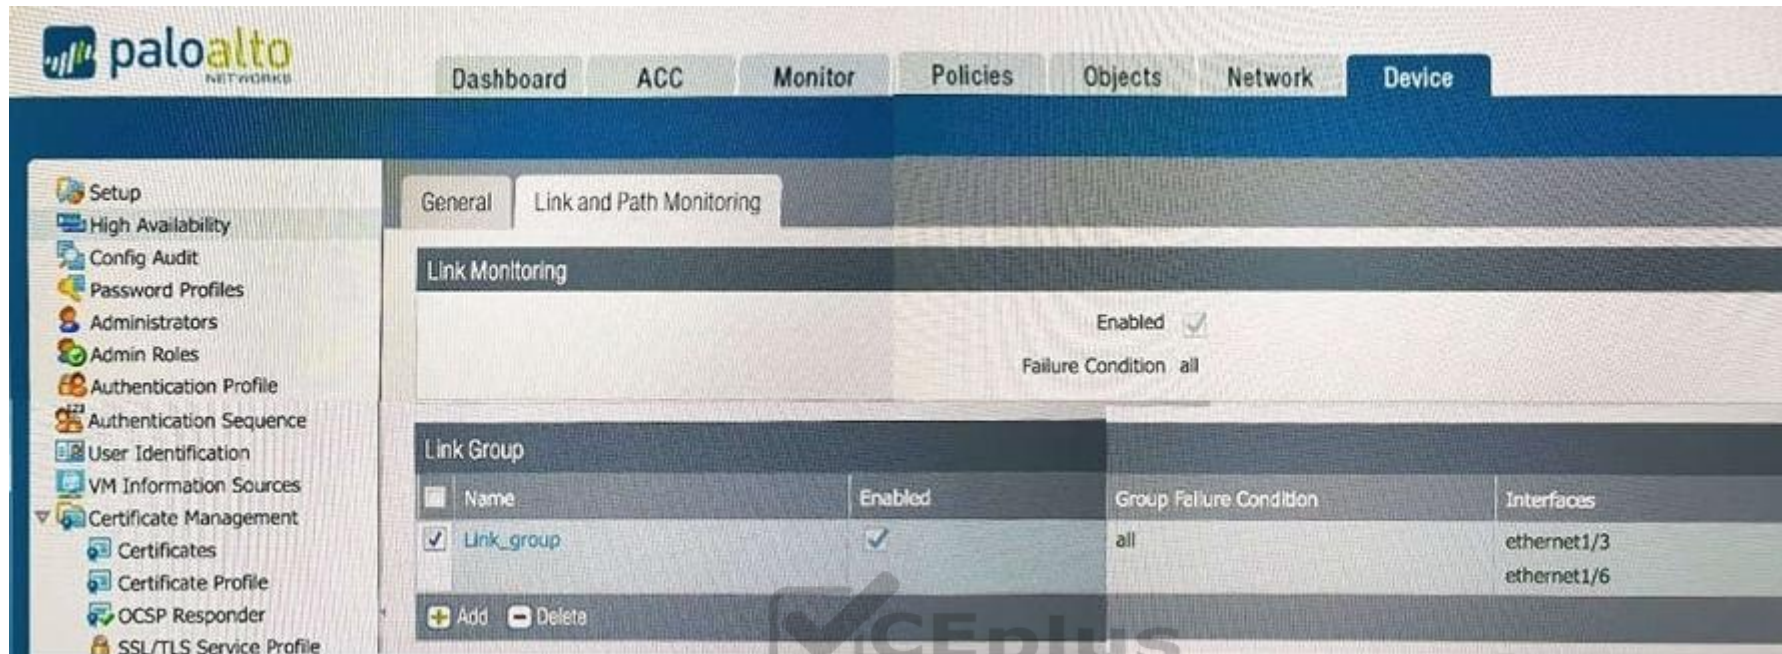 paloalto
NETWORKS
Dashboard ACC Monitor Policies Objects Network Device
Setup
High Availability
Config Audit
Password Profiles
Administrators
Admin Roles
Authentication Profile
Authentication Sequence
User Identification
VM Information Sources
Certificate Management
Certificates
Certificate Profile
OCSP Responder
SSL/TLS Service Profile
General Link and Path Monitoring
Link Monitoring
Enabled
Failure Condition all
Link Group
Name Enabled Group Failure Condition Interfaces
Link_group all ethernet1/3
ethernet1/6
Add Delete
CEplus